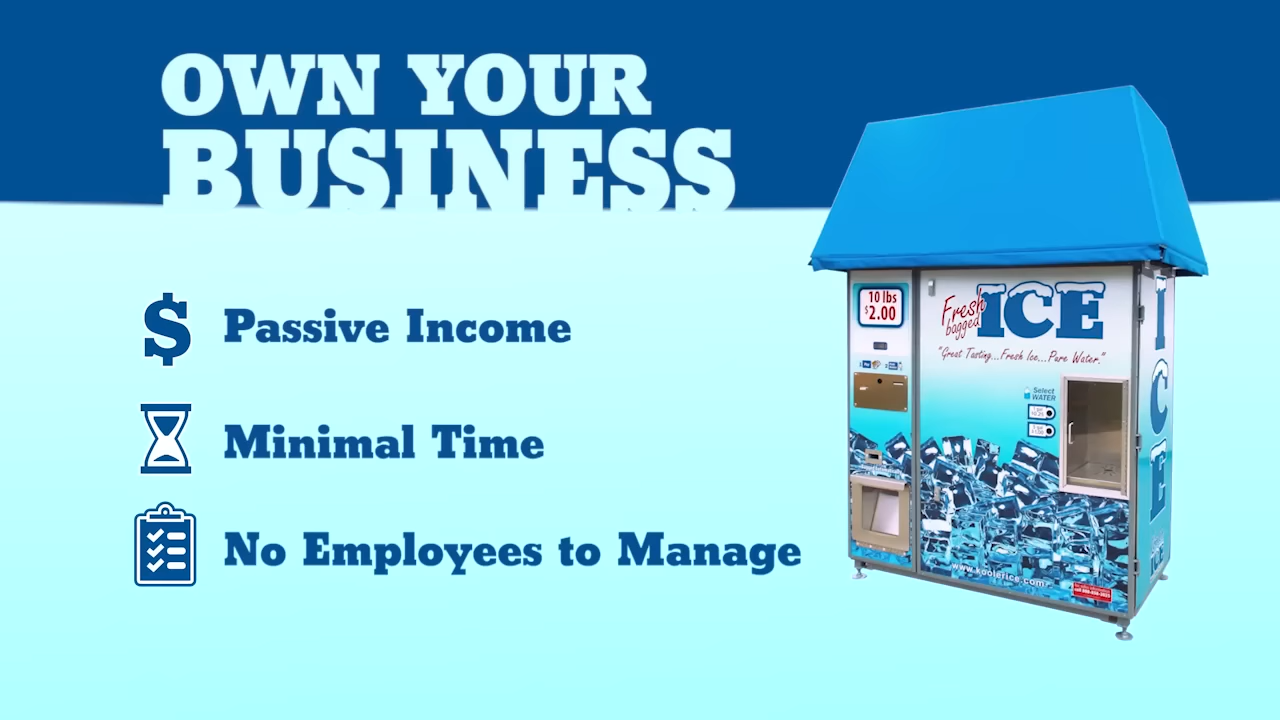 OWN YOUR
BUSINESS
$
Passive Income
Minimal Time
No Employees to Manage
10 lbs
$2.00
Fresh
bagged
ICE
"Great Tasting...Fresh Ice...Pure Water."
Select
WATER
www.koolerice.com
ICE